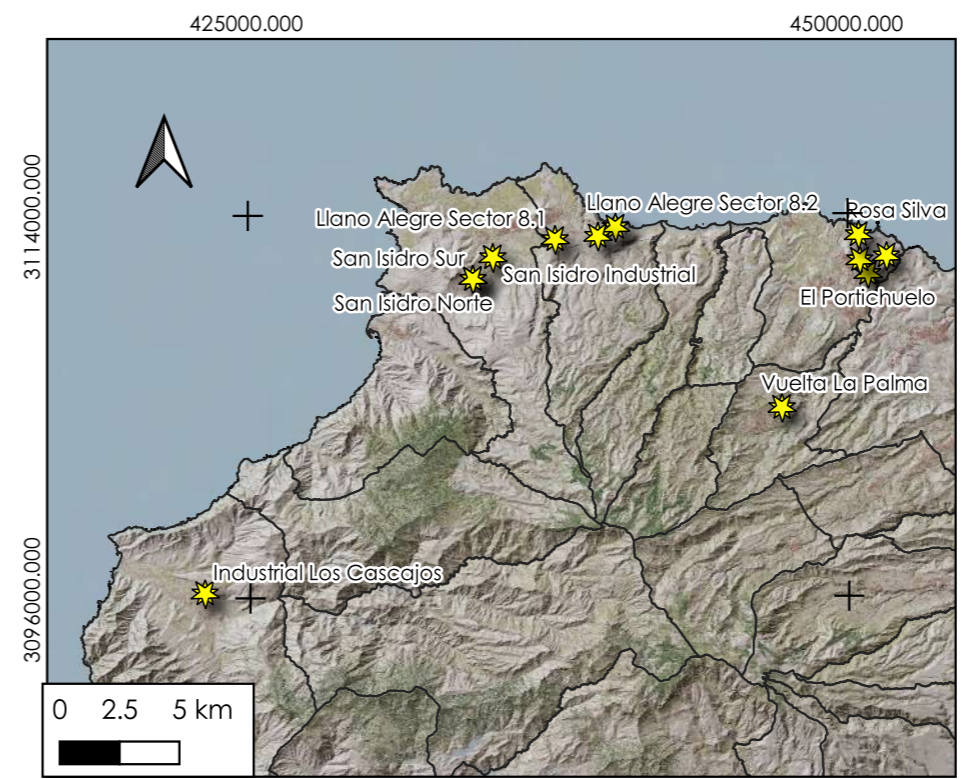 425000.000
450000.000
3114000.000
Llano Alegre Sector 8.2
Rosa Silva
Llano Alegre Sector 8.1
San Isidro Sur
San Isidro Industrial
San Isidro Norte
El Portichuelo
Vuelta La Palma
3096000.000
Industrial Los Cascajos
0 2.5 5 km